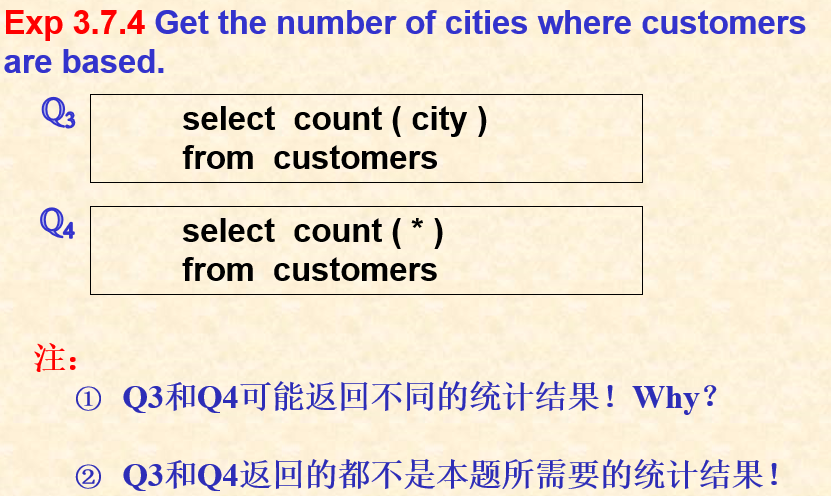 Exp 3.7.4 Get the number of cities where customers
are based.
Q3
select count ( city )
from customers
Q4
select count ( * )
from customers
注：
① Q3和Q4可能返回不同的统计结果！Why？
② Q3和Q4返回的都不是本题所需要的统计结果！